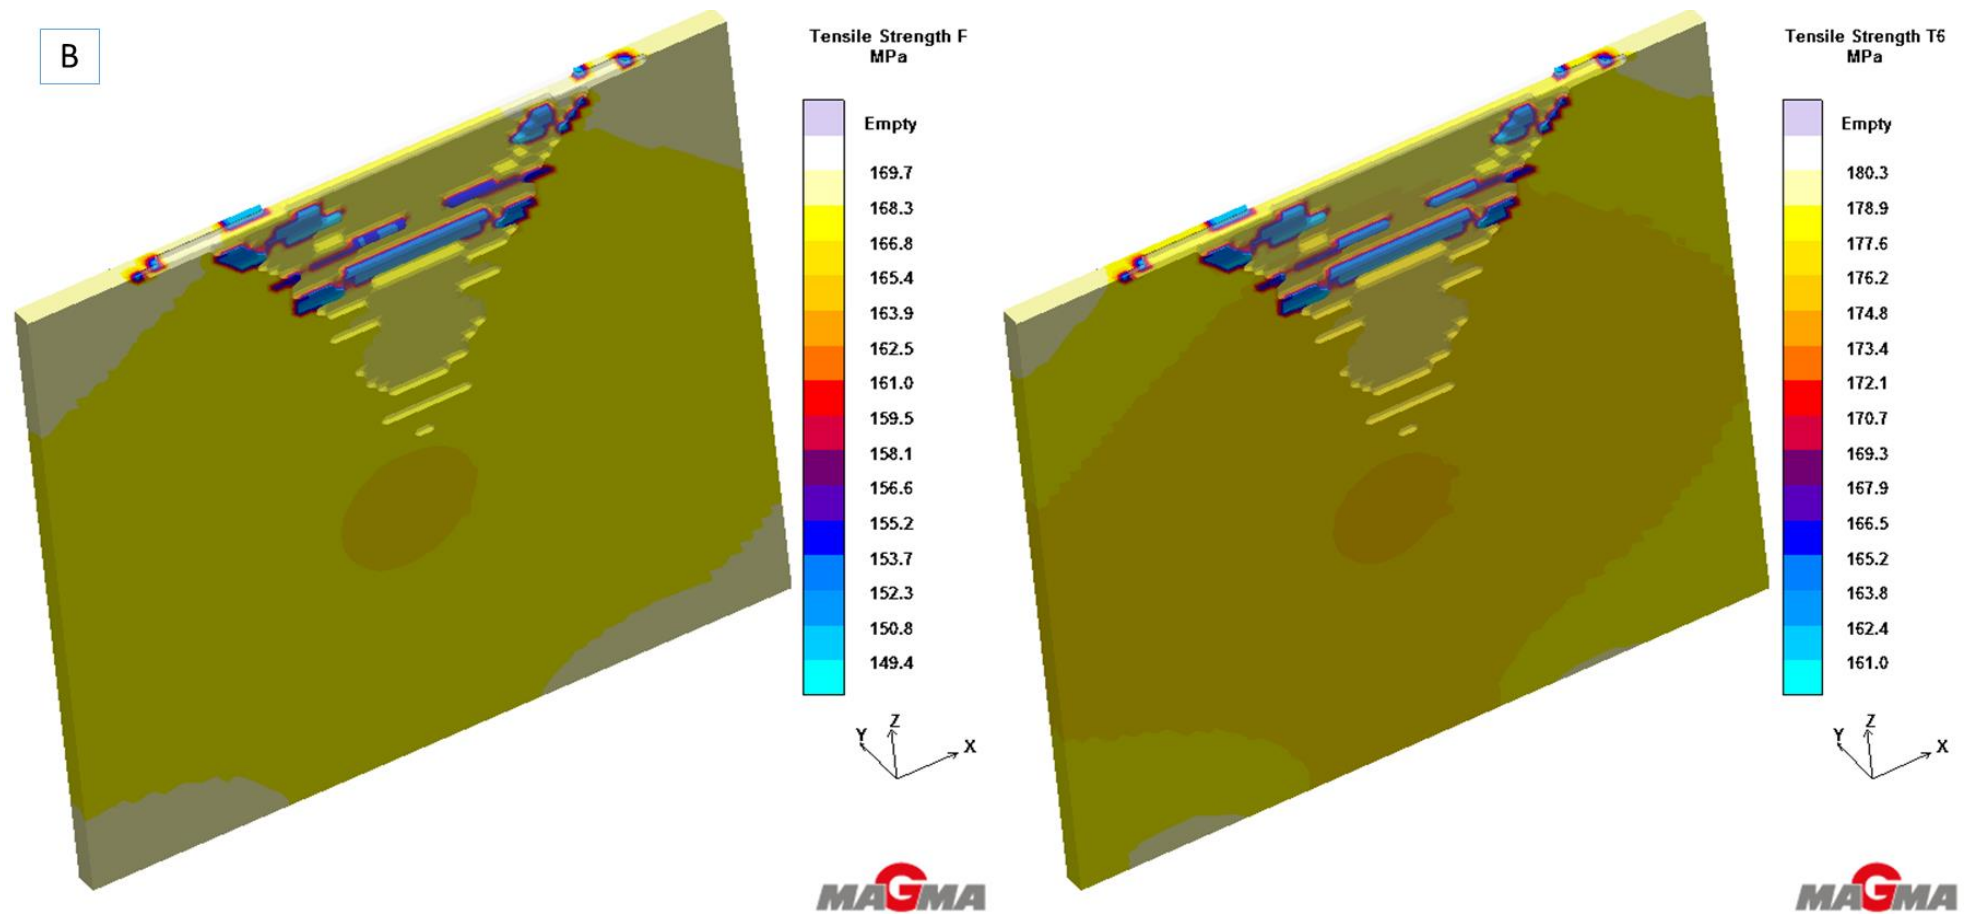 B
Tensile Strength F
MPa
Empty
169.7
168.3
166.8
165.4
163.9
162.5
161.0
159.5
158.1
156.6
155.2
153.7
152.3
150.8
149.4
Z
Y
X
MAGMA
Tensile Strength T6
MPa
Empty
180.3
178.9
177.6
176.2
174.8
173.4
172.1
170.7
169.3
167.9
166.5
165.2
163.8
162.4
161.0
Z
Y
X
MAGMA